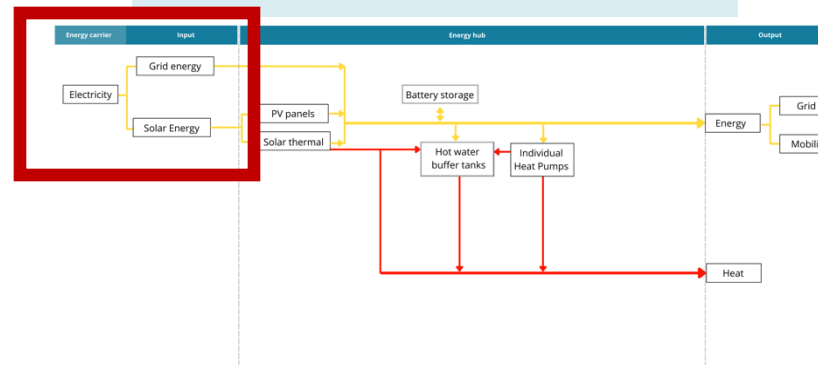 Energy carrier
Input
Energy hub
Output
Grid energy
Electricity
Solar Energy
PV panels
Solar thermal
Battery storage
Hot water
buffer tanks
Individual
Heat Pumps
Energy
Grid
Mobili
Heat